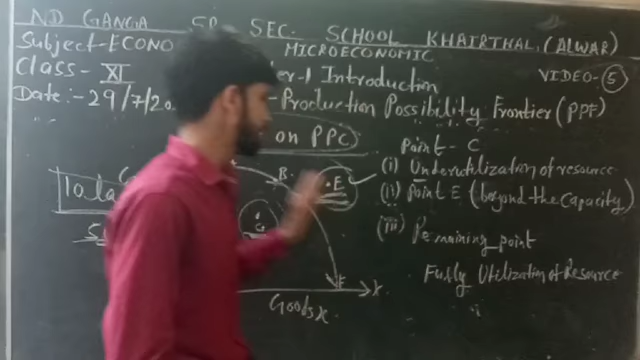 ND GANGA SR. SEC. SCHOOL KHAIRTHAL (ALWAR)
Subject-ECONO MICROECONOMIC
Class- XI er-1 Introduction VIDEO- 5
Date:-29/7/20 -Production Possibility Frontier (PPF)
on PPC
Point- C
(i) Underutilization of resource
(ii) Point E (beyond the Capacity)
(iii) Remaining point
Fully Utilization of Resource
10 la
B
.E
F
X
Goods X